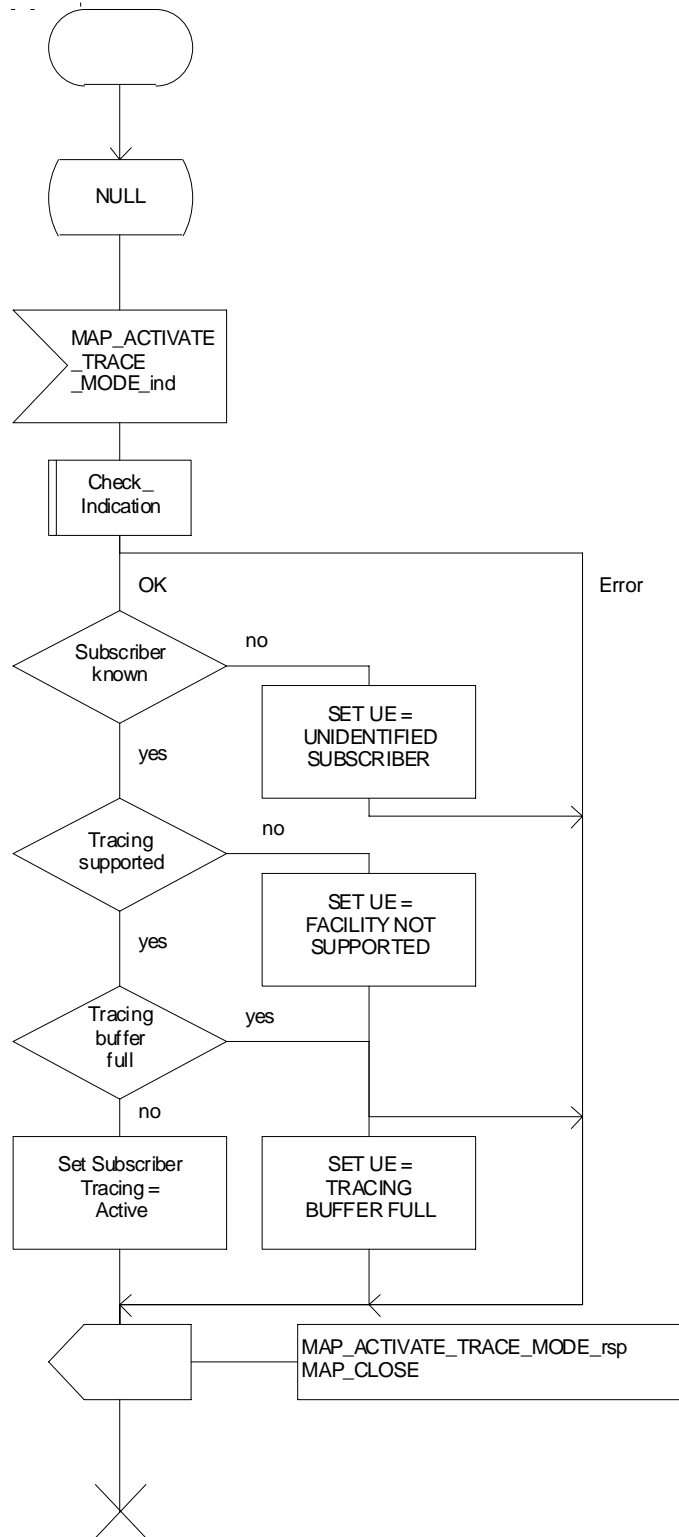 NULL
MAP_ACTIVATE
_TRACE
_MODE_ind
Check_
Indication
OK
Error
Subscriber
known
no
SET UE =
UNIDENTIFIED
SUBSCRIBER
yes
Tracing
supported
no
SET UE =
FACILITY NOT
SUPPORTED
yes
Tracing
buffer
full
yes
no
Set Subscriber
Tracing =
Active
SET UE =
TRACING
BUFFER FULL
MAP_ACTIVATE_TRACE_MODE_rsp
MAP_CLOSE